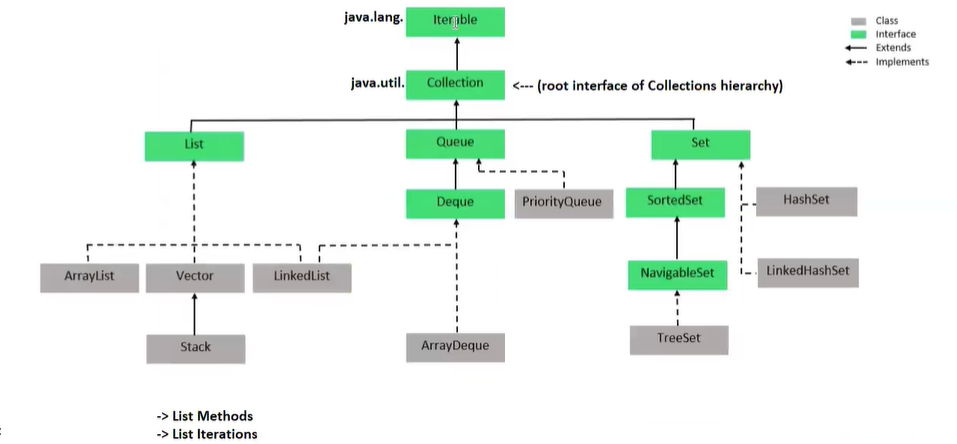 java.lang. Iterable
Class
Interface
Extends
Implements
java.util. Collection <--- (root interface of Collections hierarchy)
List Queue Set
Deque PriorityQueue SortedSet HashSet
ArrayList Vector LinkedList NavigableSet LinkedHashSet
Stack ArrayDeque TreeSet
-> List Methods
-> List Iterations